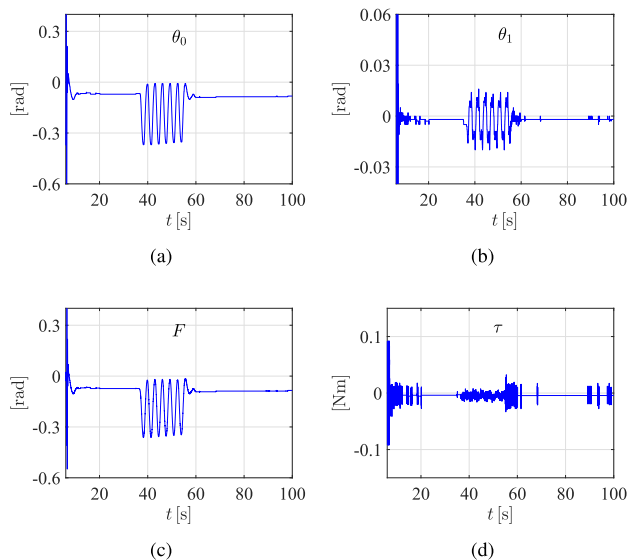 θ₀
[rad]
0.3
0
-0.3
-0.6
20 40 60 80 100
t [s]
(a)
θ₁
[rad]
0.06
0.03
0
-0.03
20 40 60 80 100
t [s]
(b)
F
[rad]
0.3
0
-0.3
-0.6
20 40 60 80 100
t [s]
(c)
τ
[Nm]
0.1
0
-0.1
20 40 60 80 100
t [s]
(d)